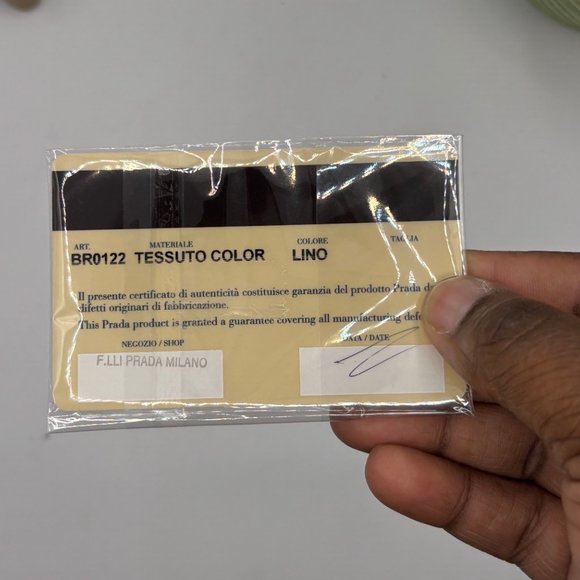 ART. MATERIALE COLORE TAGLIA
BR0122 TESSUTO COLOR LINO
Il presente certificato di autenticità costituisce garanzia del prodotto Prada da
difetti originari di fabbricazione.
This Prada product is granted a guarantee covering all manufacturing
NEGOZIO / SHOP DATA / DATE
F.LLI PRADA MILANO